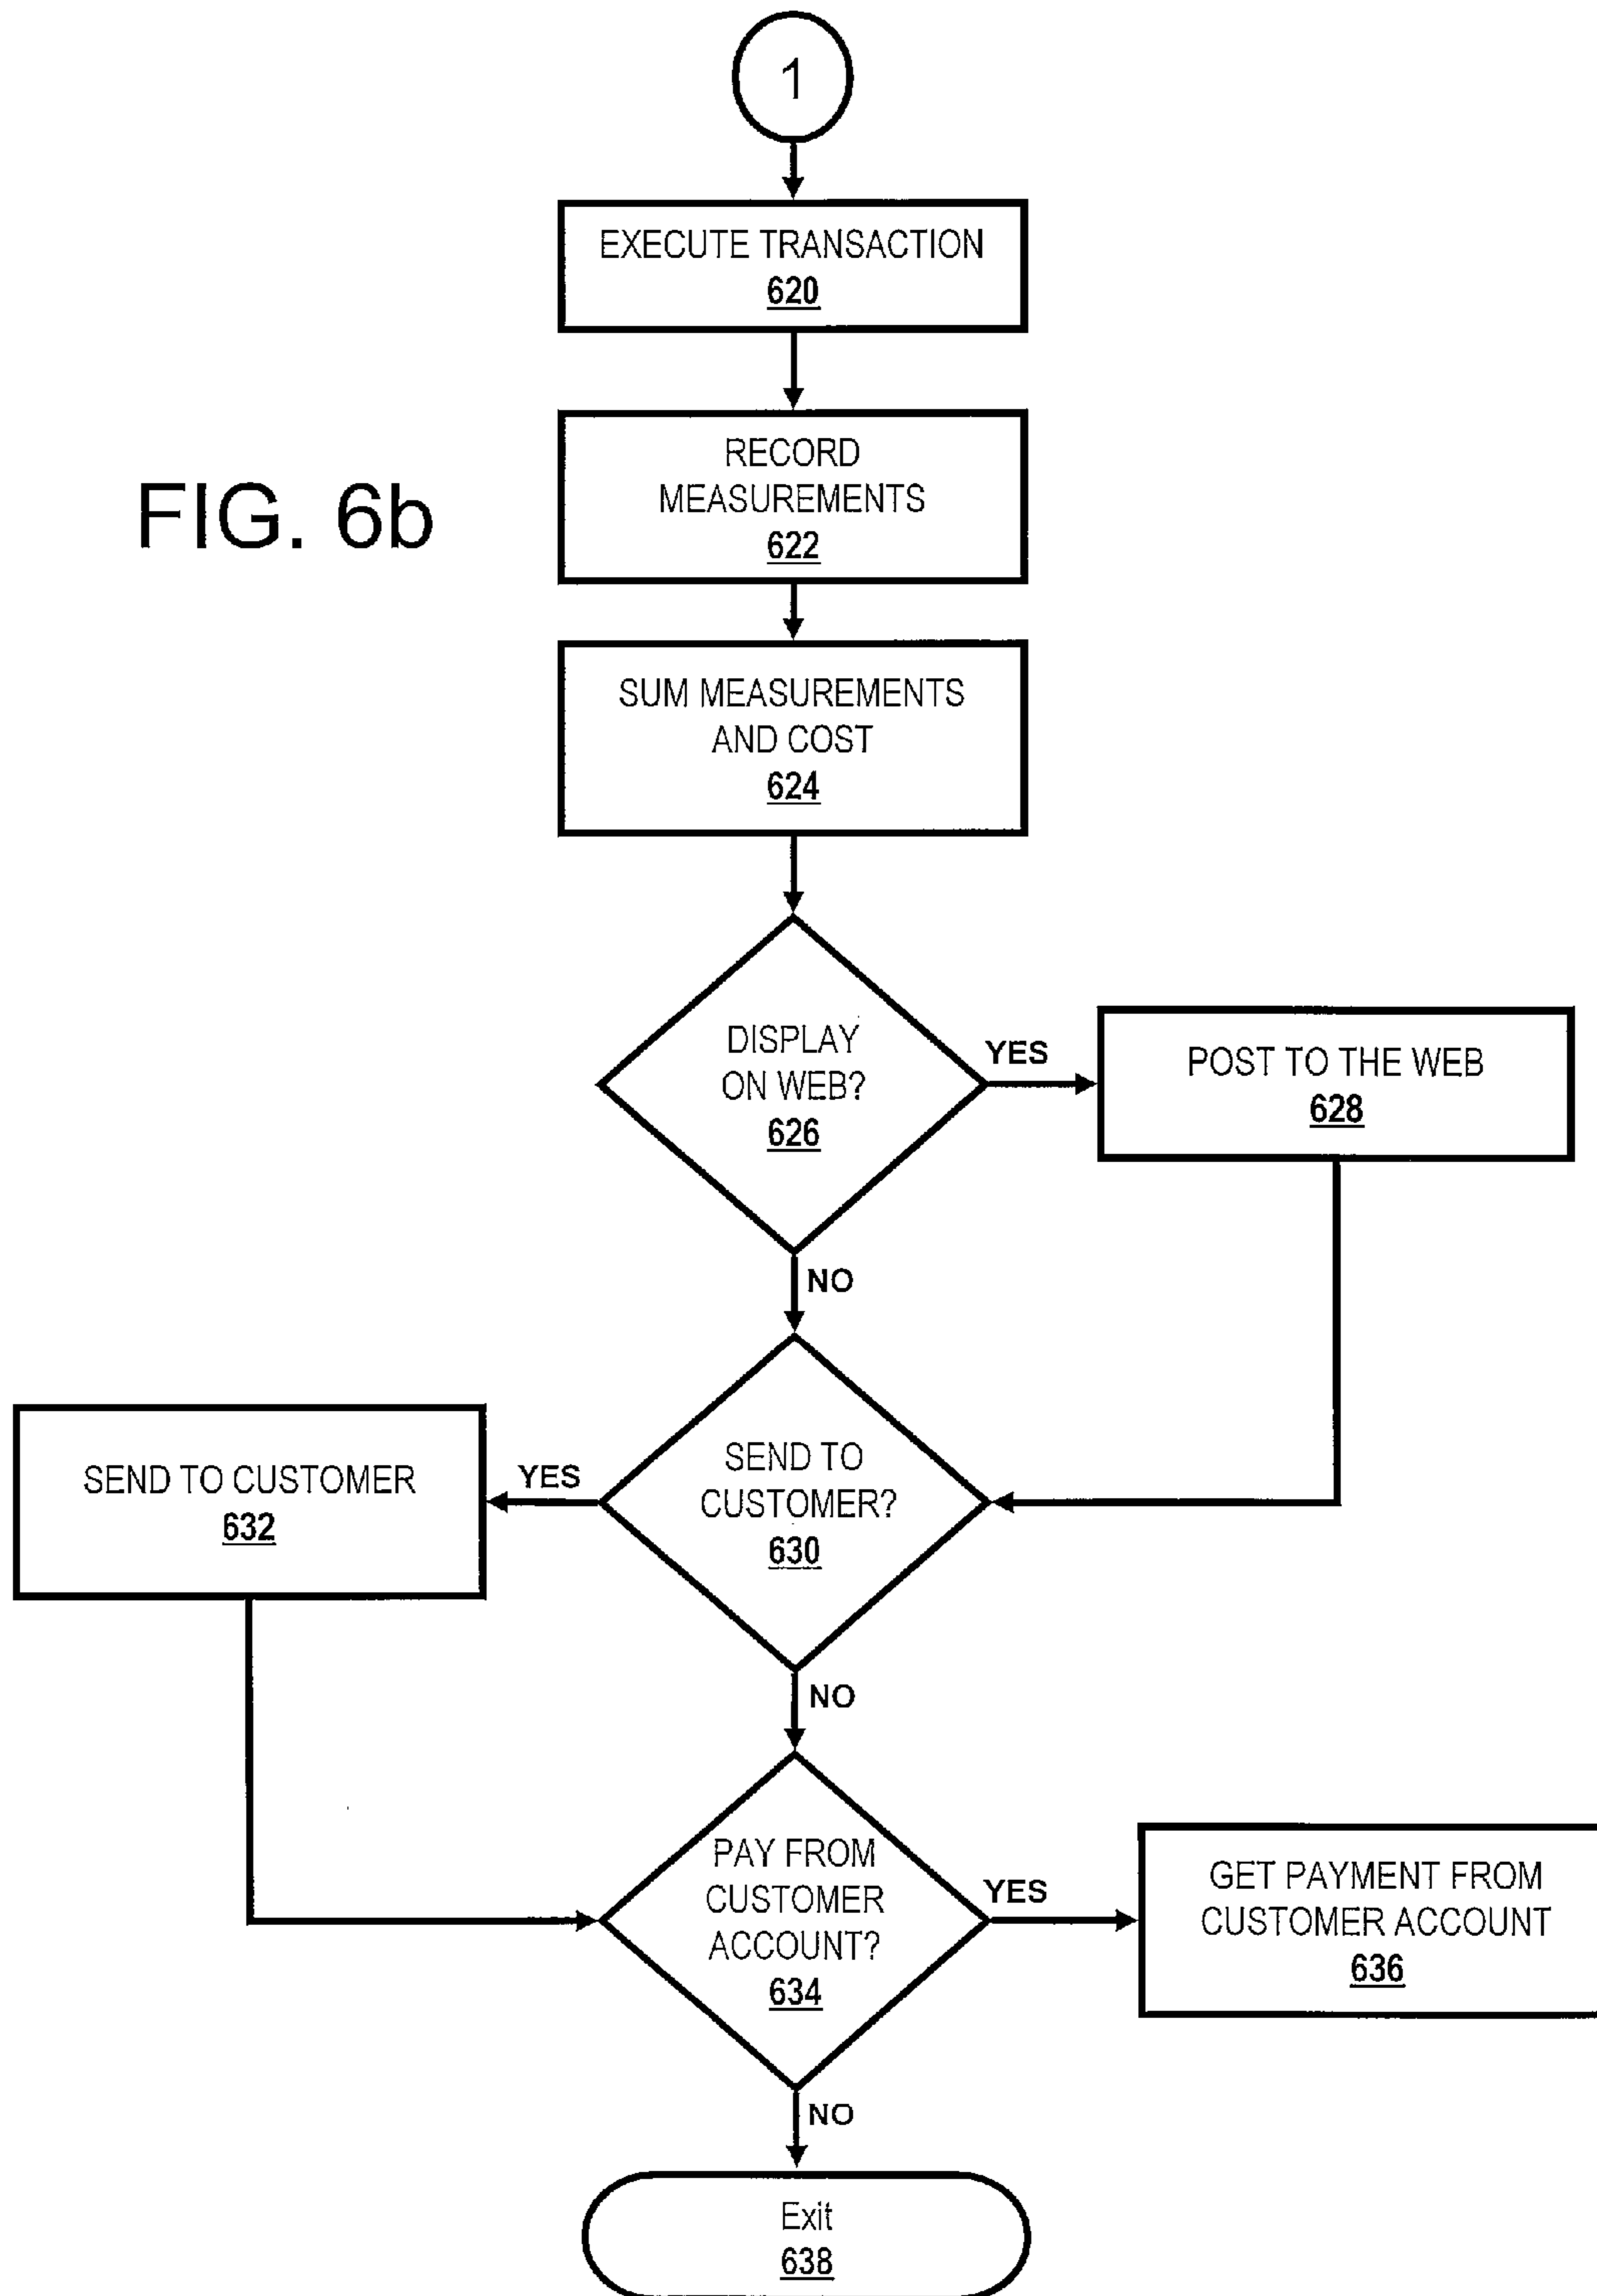 1
EXECUTE TRANSACTION
620
FIG. 6b
RECORD
MEASUREMENTS
622
SUM MEASUREMENTS
AND COST
624
DISPLAY
ON WEB?
626
YES
POST TO THE WEB
628
NO
SEND TO
CUSTOMER?
630
YES
SEND TO CUSTOMER
632
NO
PAY FROM
CUSTOMER
ACCOUNT?
634
YES
GET PAYMENT FROM
CUSTOMER ACCOUNT
636
NO
Exit
638